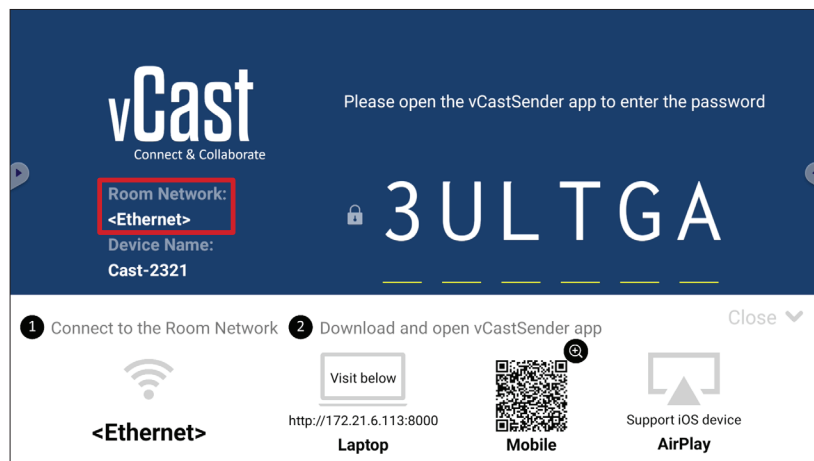 vCast
Connect & Collaborate
Please open the vCastSender app to enter the password
Room Network:
<Ethernet>
Device Name:
Cast-2321
3ULTGA
Close
1 Connect to the Room Network
2 Download and open vCastSender app
<Ethernet>
Visit below
http://172.21.6.113:8000
Laptop
Mobile
Support iOS device
AirPlay